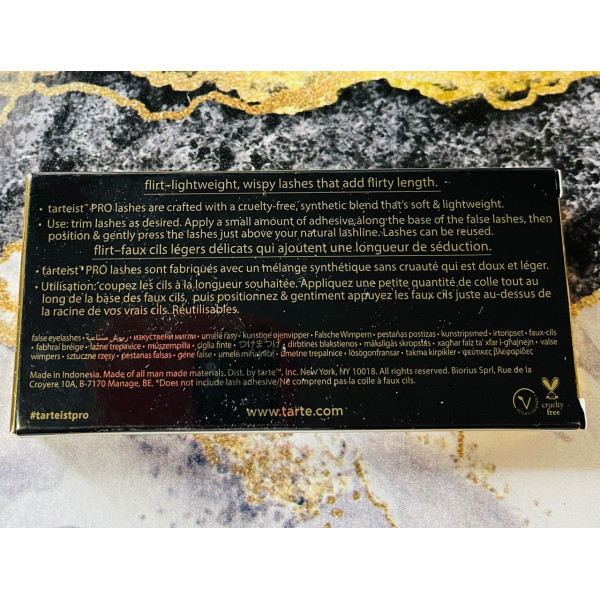 flirt–lightweight, wispy lashes that add flirty length.
• tarteist™ PRO lashes are crafted with a cruelty-free, synthetic blend that's soft & lightweight.
• Use: trim lashes as desired. Apply a small amount of adhesive along the base of the false lashes, then
position & gently press the lashes just above your natural lashline. Lashes can be reused.
flirt–faux cils légers délicats qui ajoutent une longueur de séduction.
• tarteist™ PRO lashes sont fabriqués avec un mélange synthétique sans cruauté qui est doux et léger.
• Utilisation: coupez les cils à la longueur souhaitée. Appliquez une petite quantité de colle tout au
long de la base des faux cils, puis positionnez & gentiment appuyez les faux cils juste au-dessus de
la racine de vos vrais cils. Réutilisables.
false eyelashes • رموش صناعية • изкуствени мигли • umělé řasy • kunstige øjenvipper • Falsche Wimpern • pestañas postizas • kunstripsmed • irtoripset • faux-cils
• fabhraí bréige • lažne trepavice • műszempilla • ciglia finte • つけまつげ • dirbtinės blakstienos • mākslīgās skropstas • xagħar falz ta' xfar l-għajnejn • valse
wimpers • sztuczne rzęsy • pestanas falsas • gene false • umelé mihalnice • umetne trepalnice • lösögonfransar • takma kirpikler • ψεύτικες βλεφαρίδες
Made in Indonesia. Made of all man made materials. Dist. by tarte™, Inc. New York, NY 10018. All rights reserved. Biorius Sprl, Rue de la
Croyere 10A, B-7170 Manage, BE. *Does not include lash adhesive/Ne comprend pas la colle à faux cils.
#tarteistpro
www.tarte.com
V
cruelty
free